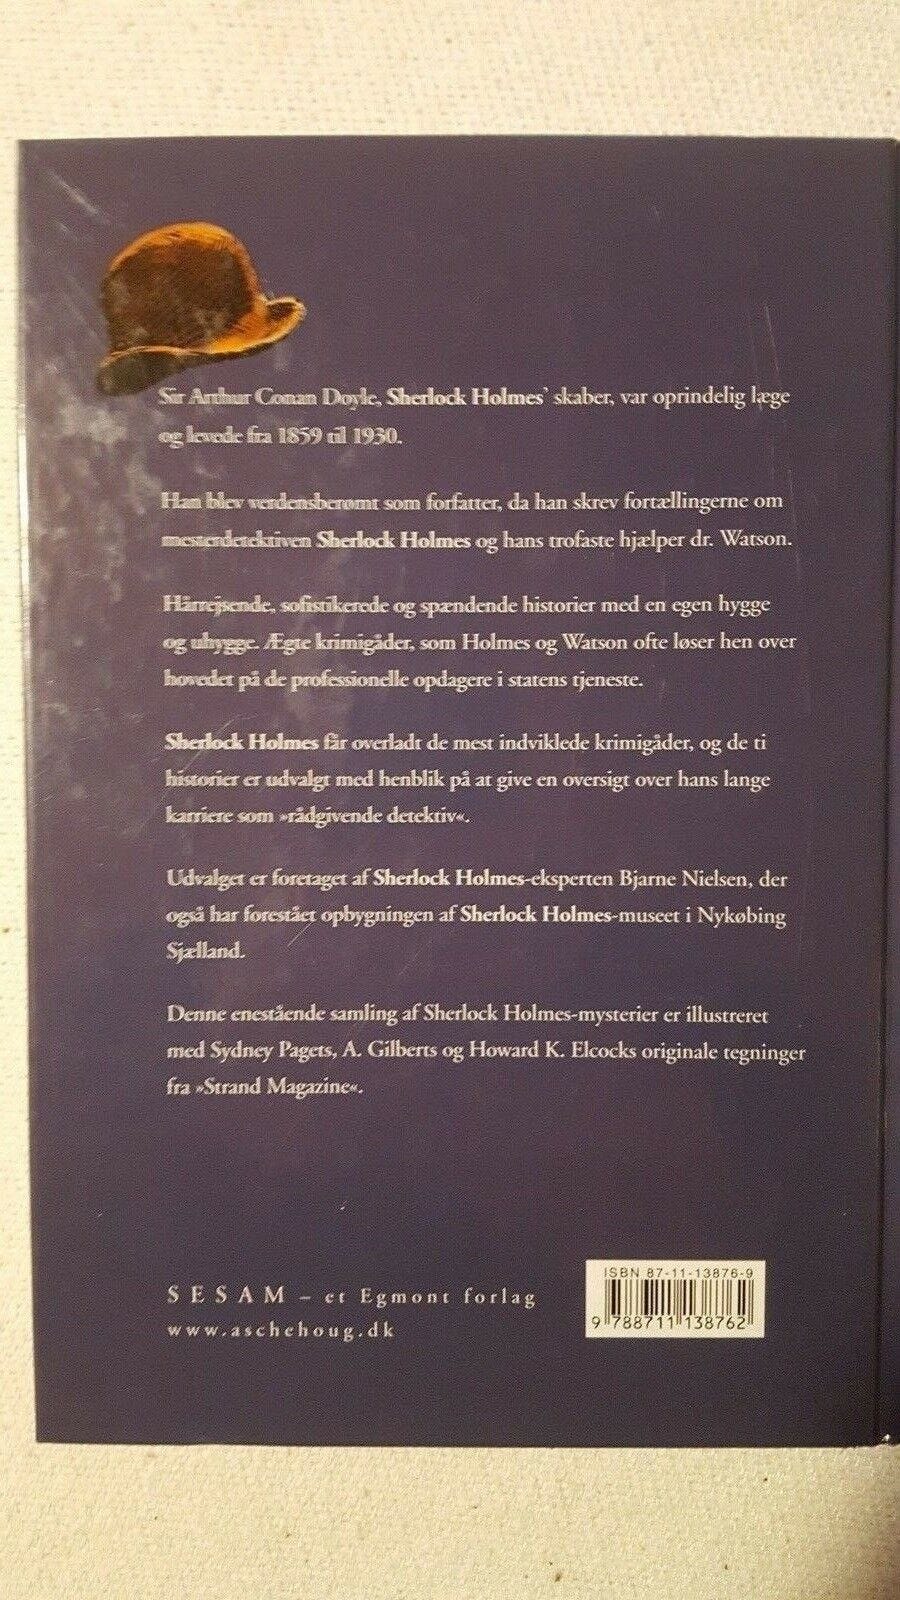 Sir Arthur Conan Doyle, Sherlock Holmes’ skaber, var oprindelig læge
og levede fra 1859 til 1930.
Han blev verdensberømt som forfatter, da han skrev fortællingerne om
mesterdetektiven Sherlock Holmes og hans trofaste hjælper dr. Watson.
Hårrejsende, sofistikerede og spændende historier med en egen hygge
og uhygge. Ægte krimigåder, som Holmes og Watson ofte løser hen over
hovedet på de professionelle opdagere i statens tjeneste.
Sherlock Holmes får overladt de mest indviklede krimigåder, og de ti
historier er udvalgt med henblik på at give en oversigt over hans lange
karriere som »rådgivende detektiv«.
Udvalget er foretaget af Sherlock Holmes-eksperten Bjarne Nielsen, der
også har forestået opbygningen af Sherlock Holmes-museet i Nykøbing
Sjælland.
Denne enestående samling af Sherlock Holmes-mysterier er illustreret
med Sydney Pagets, A. Gilberts og Howard K. Elcocks originale tegninger
fra »Strand Magazine«.
SESAM – et Egmont forlag
www.aschehoug.dk
ISBN 87-11-13876-9
9 788711 138762